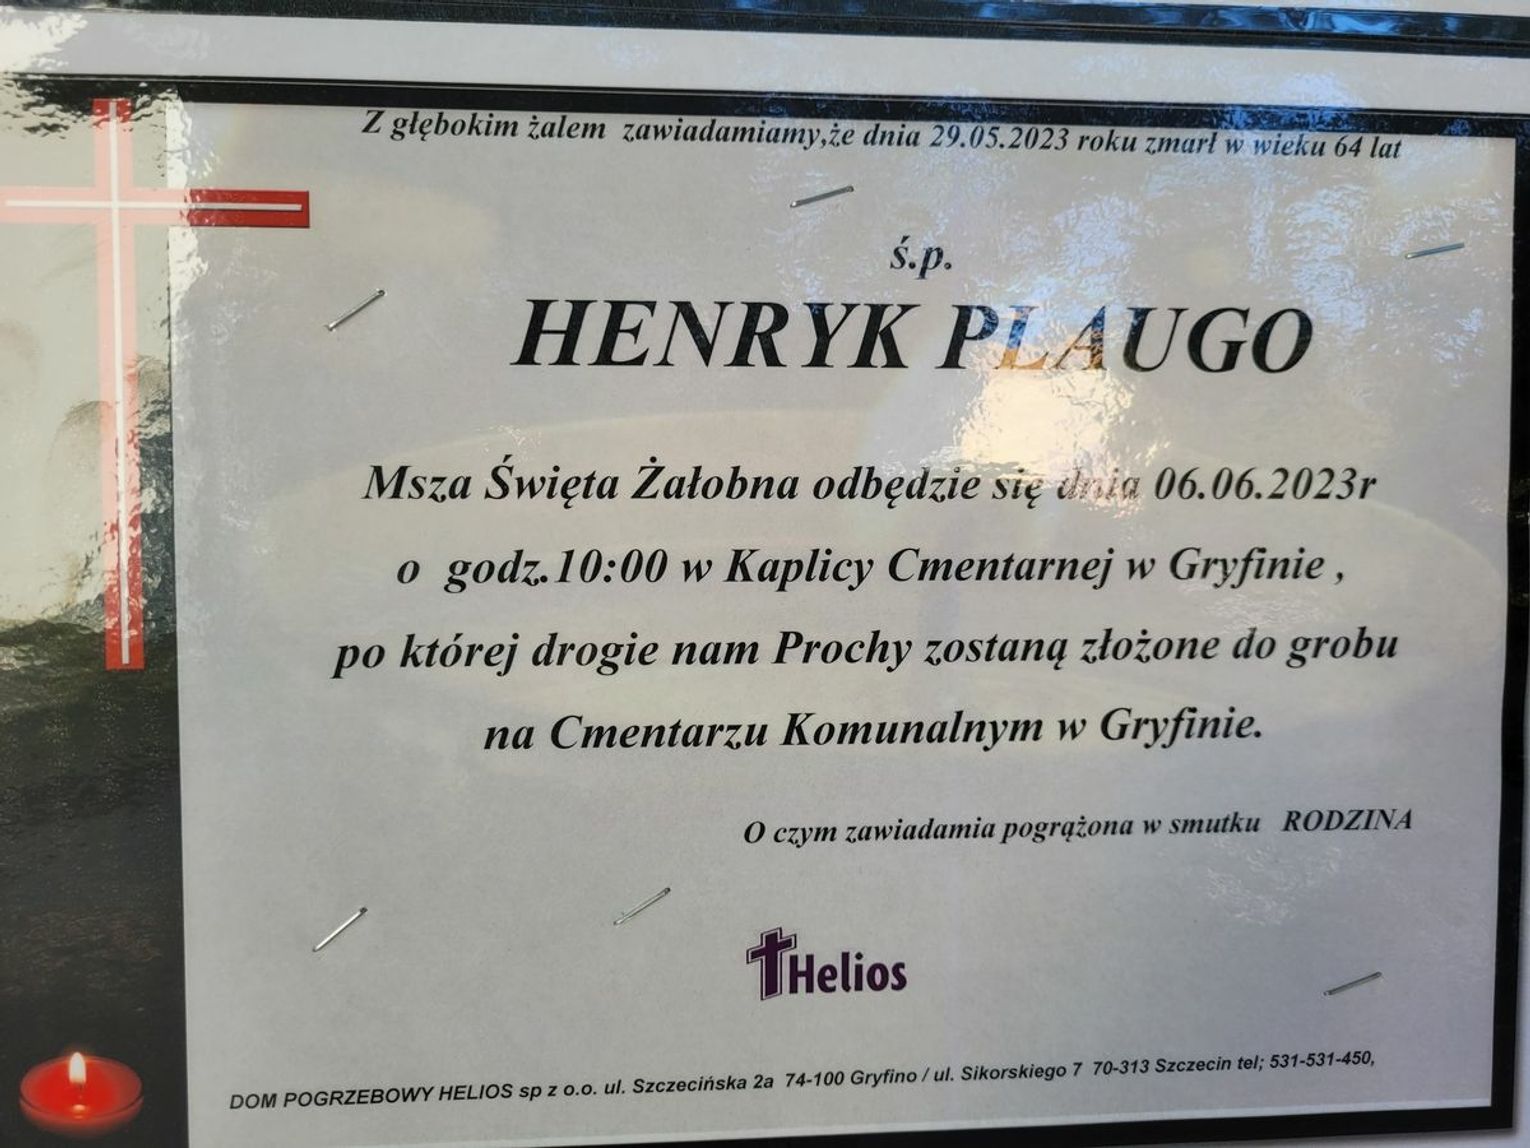 Z głębokim żalem zawiadamiamy,że dnia 29.05.2023 roku zmarł w wieku 64 lat
ś.p.
HENRYK PLAUGO
Msza Święta Żałobna odbędzie się dnia 06.06.2023r
o godz.10:00 w Kaplicy Cmentarnej w Gryfinie ,
po której drogie nam Prochy zostaną złożone do grobu
na Cmentarzu Komunalnym w Gryfinie.
O czym zawiadamia pogrążona w smutku RODZINA
Helios
DOM POGRZEBOWY HELIOS sp z o.o. ul. Szczecińska 2a 74-100 Gryfino / ul. Sikorskiego 7 70-313 Szczecin tel; 531-531-450,